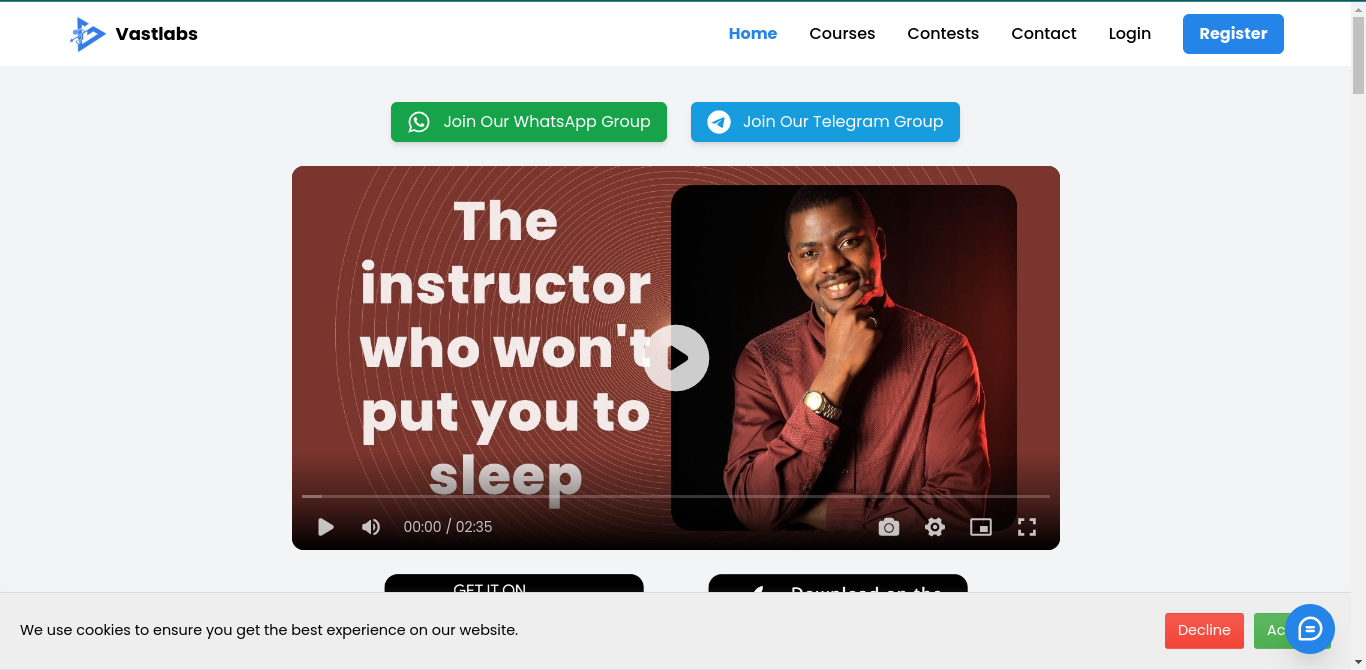 Vastlabs
Home
Courses
Contests
Contact
Login
Register
Join Our WhatsApp Group
Join Our Telegram Group
The
instructor
who won't
put you to
sleep
00:00 / 02:35
GET IT ON
Download on the
We use cookies to ensure you get the best experience on our website.
Decline
Ac